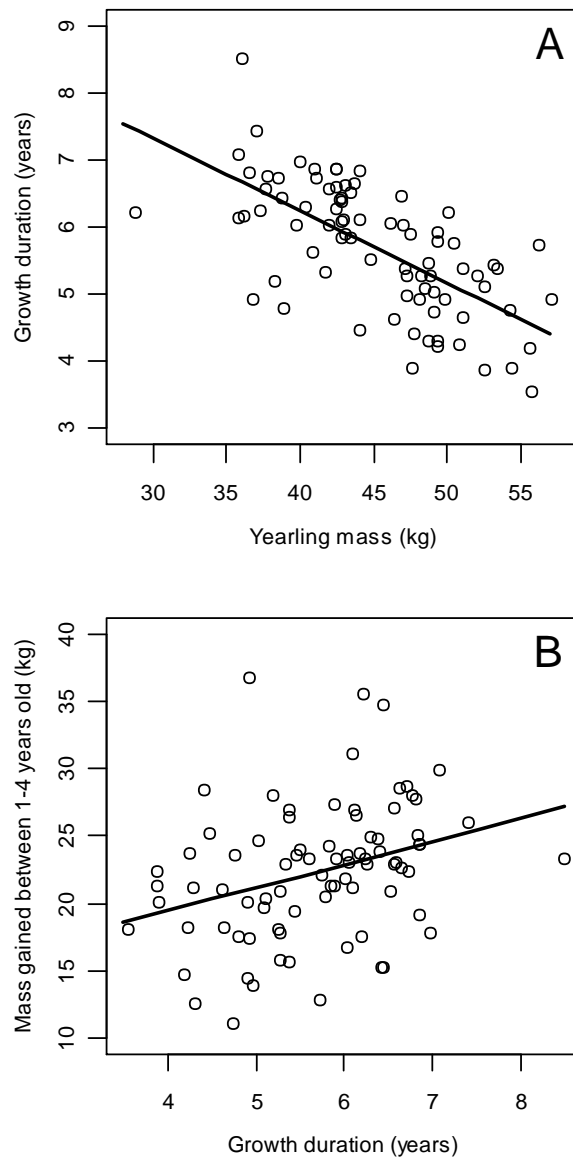 A
Growth duration (years)
9
8
7
6
5
4
3
30 35 40 45 50 55
Yearling mass (kg)
B
Mass gained between 1-4 years old (kg)
40
35
30
25
20
15
10
4 5 6 7 8
Growth duration (years)